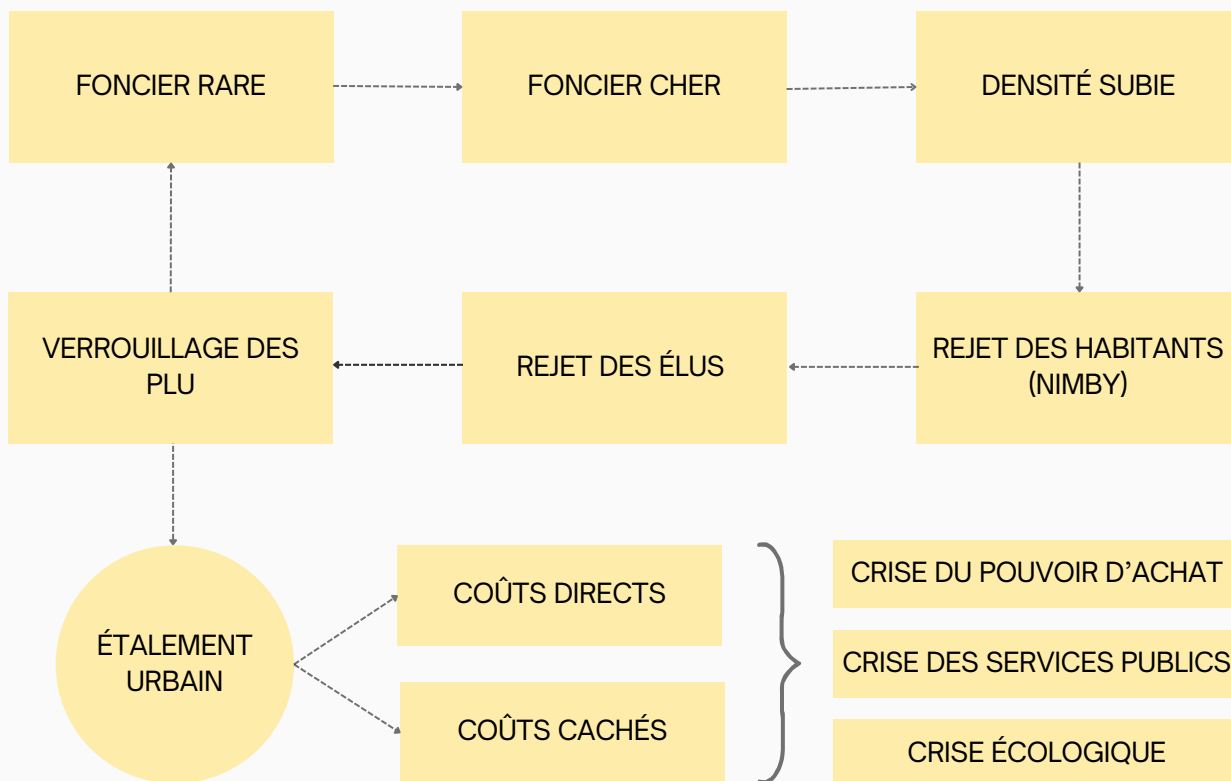 FONCIER RARE
FONCIER CHER
DENSITÉ SUBIE
VERROUILLAGE DES
PLU
REJET DES ÉLUS
REJET DES HABITANTS
(NIMBY)
ÉTALEMENT
URBAIN
COÛTS DIRECTS
COÛTS CACHÉS
CRISE DU POUVOIR D’ACHAT
CRISE DES SERVICES PUBLICS
CRISE ÉCOLOGIQUE